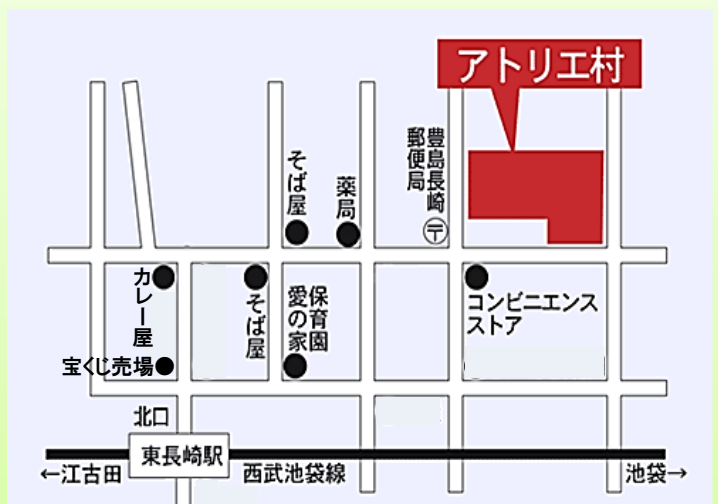 アトリエ村
豊島長崎
郵便局
〒
そば屋
薬局
カレー屋
そば屋
保育園
愛の家
コンビニエンス
ストア
宝くじ売場
北口
東長崎駅
←江古田
西武池袋線
池袋→